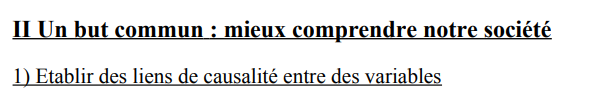 II Un but commun : mieux comprendre notre société
1) Etablir des liens de causalité entre des variables